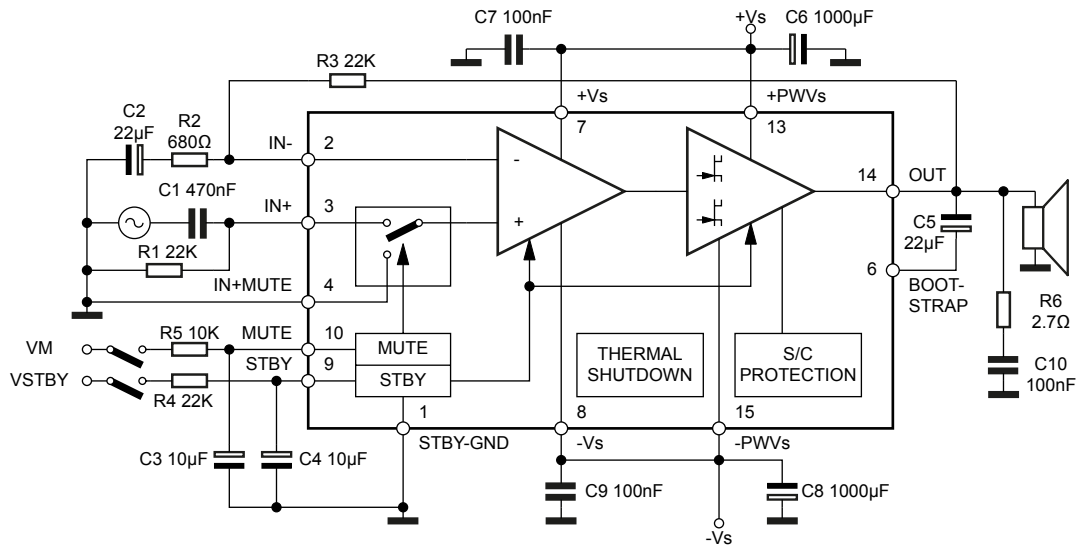 C7 100nF
+Vs
C6 1000µF
R3 22K
+Vs
+PWVs
C2
22µF
R2
680Ω
IN-
2
7
13
-
14
OUT
C1 470nF
IN+
3
+
C5
22µF
R1 22K
IN+MUTE
4
6
BOOT-
STRAP
R6
2.7Ω
VM
R5 10K
MUTE
10
MUTE
THERMAL
SHUTDOWN
S/C
PROTECTION
VSTBY
STBY
9
STBY
C10
100nF
R4 22K
1
8
15
STBY-GND
-Vs
-PWVs
C3 10µF
C4 10µF
C9 100nF
C8 1000µF
-Vs